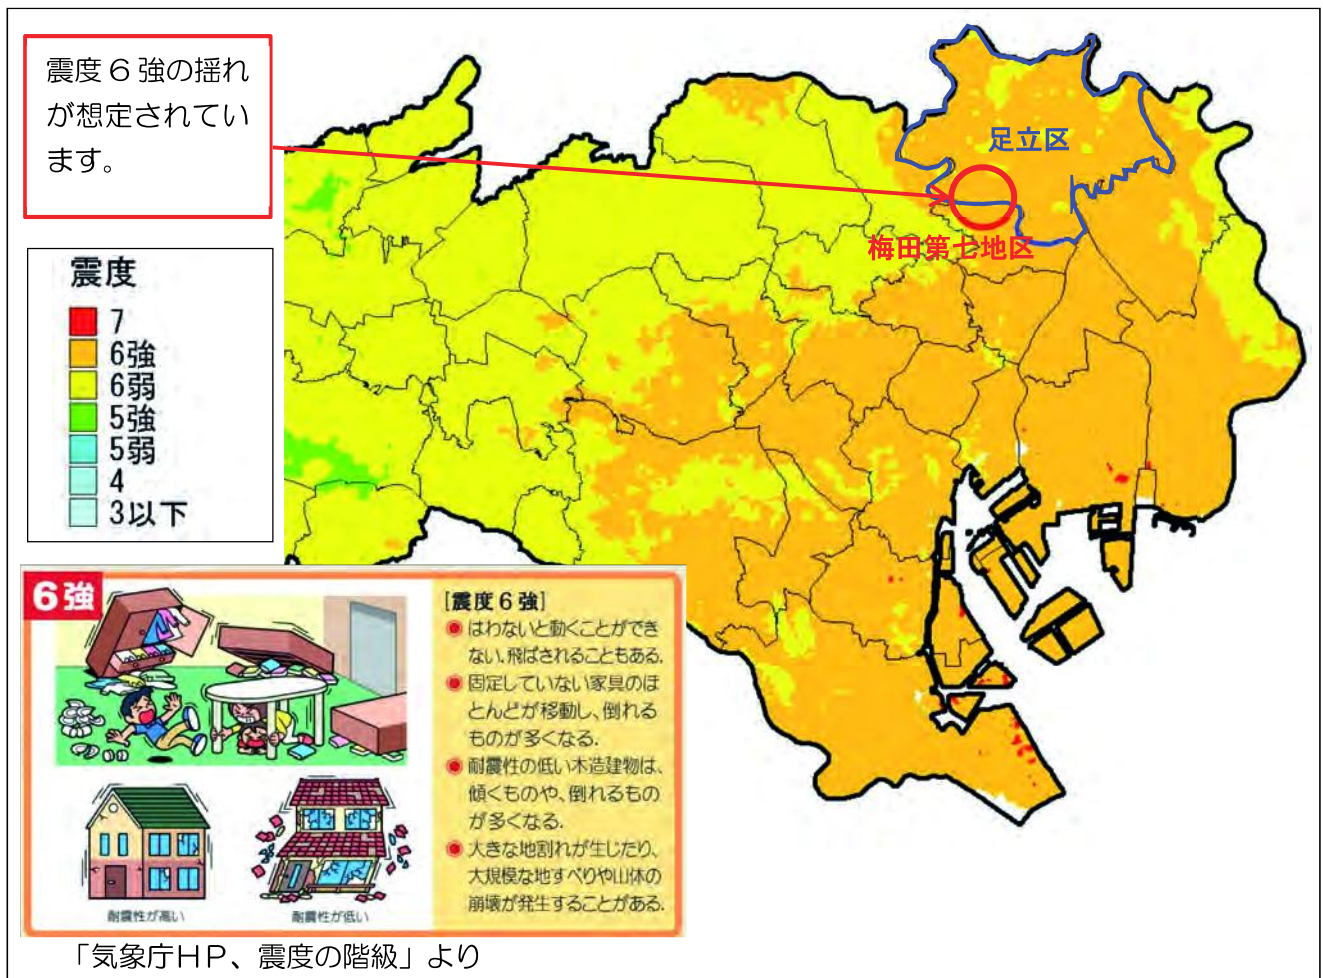 震度６強の揺れ
が想定されてい
ます。
足立区
梅田第七地区
震度
7
6強
6弱
5強
5弱
4
3以下
6強
[震度６強]
はわないと動くことができ
ない。飛ばされることもある。
固定していない家具のほ
とんどが移動し、倒れる
ものが多くなる。
耐震性の低い木造建物は、
傾くものや、倒れるもの
が多くなる。
大きな地割れが生じたり、
大規模な地すべりや山体の
崩壊が発生することがある。
耐震性が高い
耐震性が低い
「気象庁ＨＰ、震度の階級」より